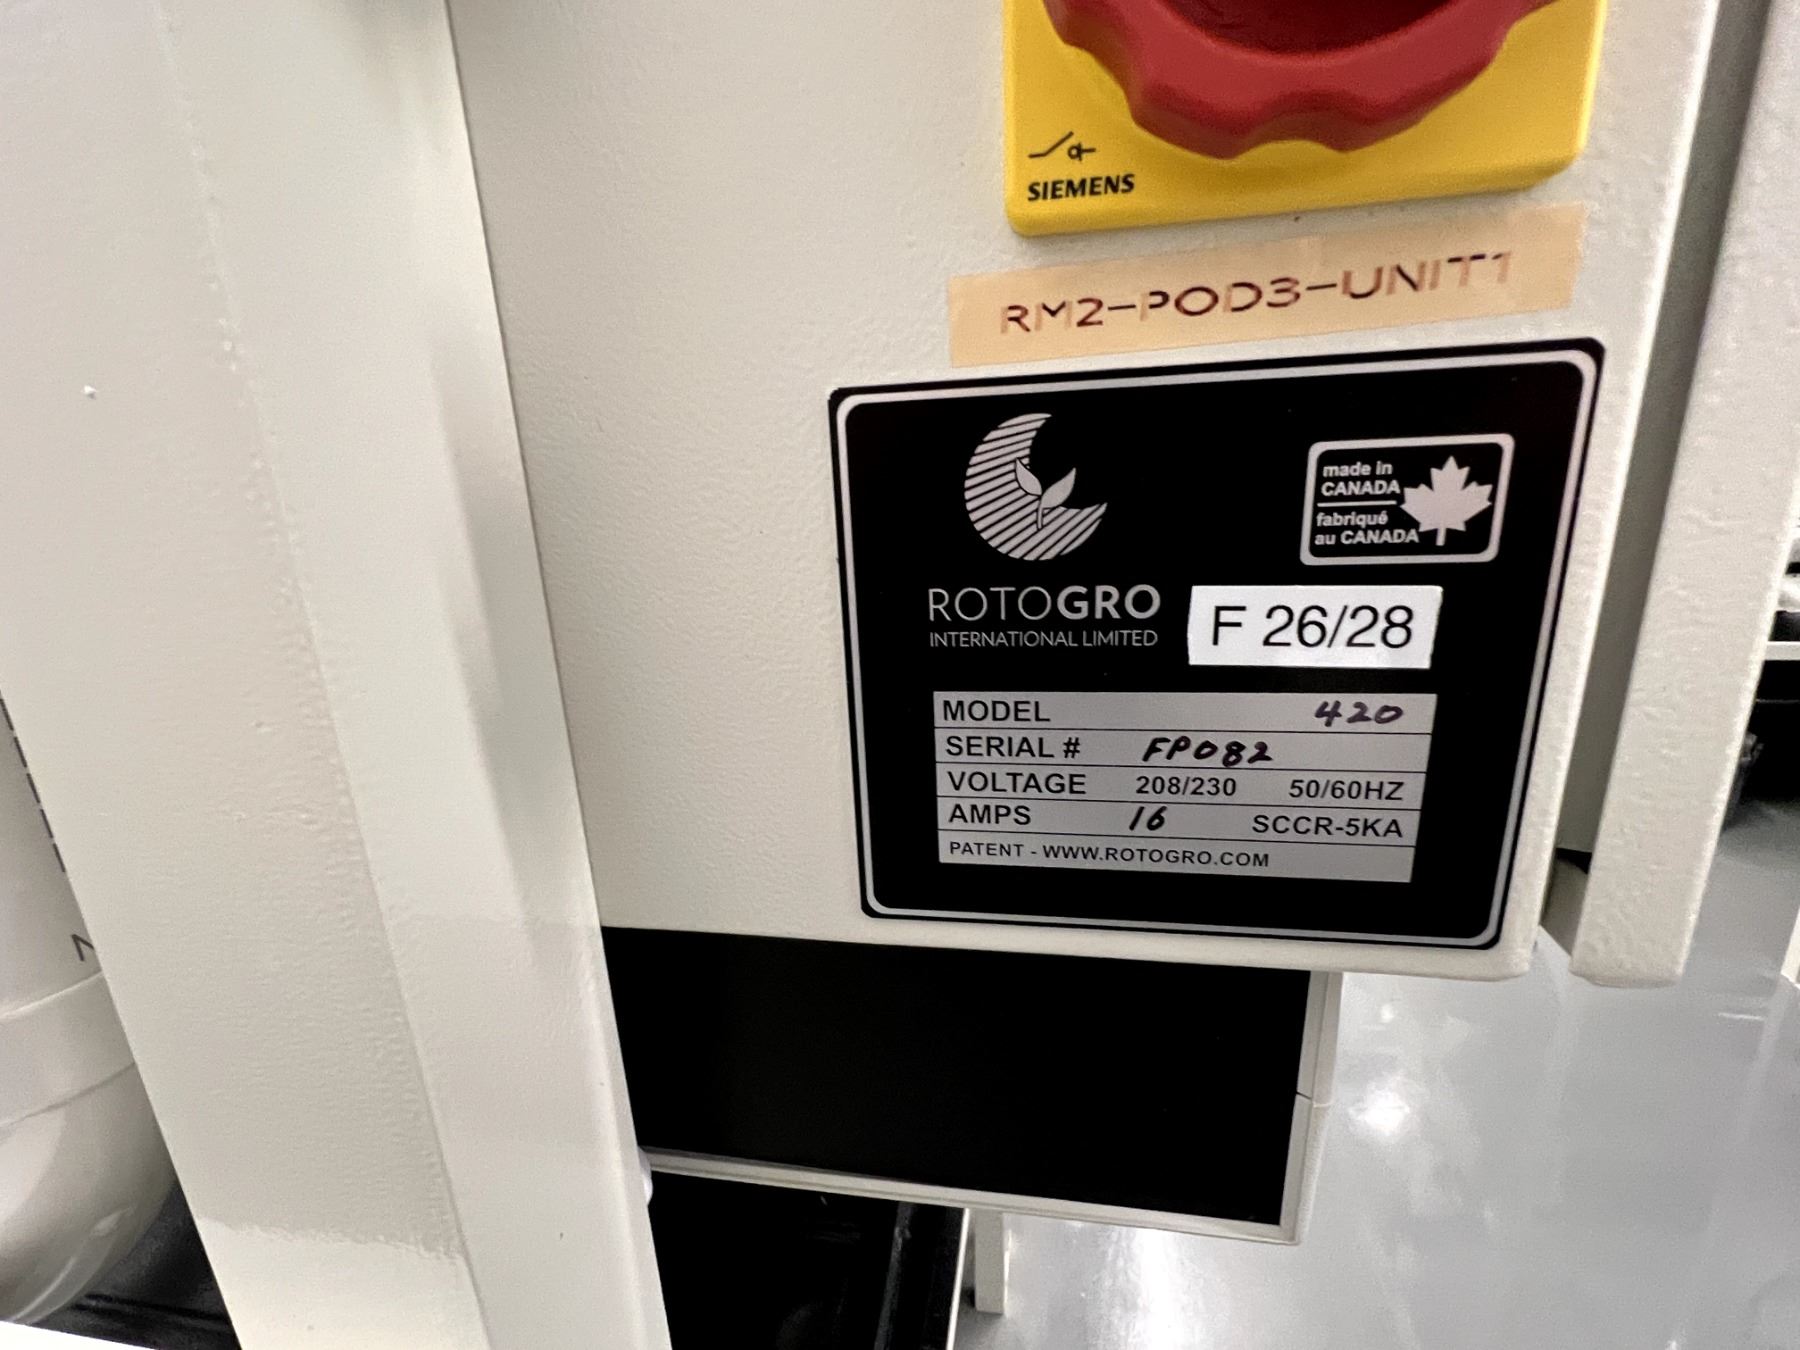 SIEMENS
RM2-POD3-UNIT1
made in
CANADA
fabriqué
au CANADA
ROTOGRO
INTERNATIONAL LIMITED
F 26/28
MODEL 420
SERIAL # FP082
VOLTAGE 208/230 50/60HZ
AMPS 16 SCCR-5KA
PATENT - WWW.ROTOGRO.COM